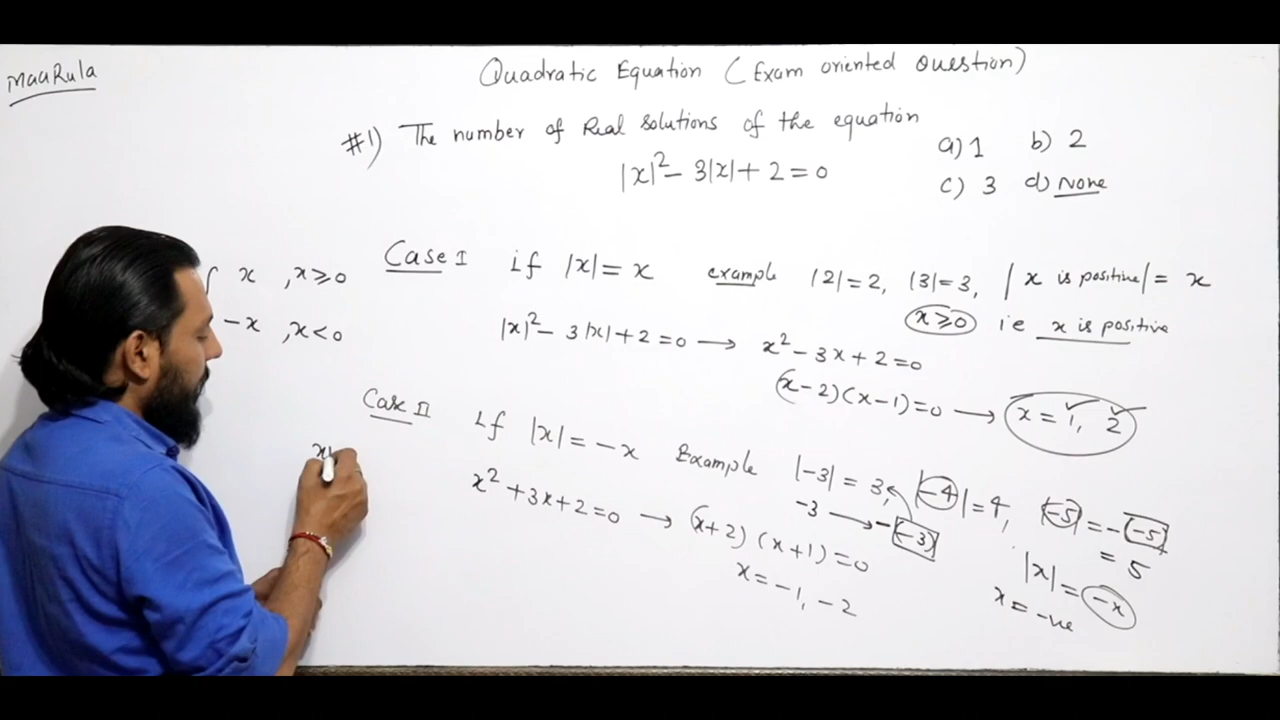 MaaRula
Quadratic Equation (Exam oriented Question)
#1) The number of Real solutions of the equation
|x|² - 3|x| + 2 = 0
a) 1 b) 2
c) 3 d) None
x , x ≥ 0
-x , x < 0
Case I if |x| = x example |2| = 2, |3| = 3, | x is positive | = x
x ≥ 0 ie x is positive
|x|² - 3|x| + 2 = 0 → x² - 3x + 2 = 0
(x - 2)(x - 1) = 0 → x = 1, 2
Case II if |x| = -x Example |-3| = 3, |-4| = 4, |-5| = -(-5)
-3 → -(-3)
= 5
x² + 3x + 2 = 0 → (x + 2)(x + 1) = 0
x = -1, -2
|x| = -x
x = -ve